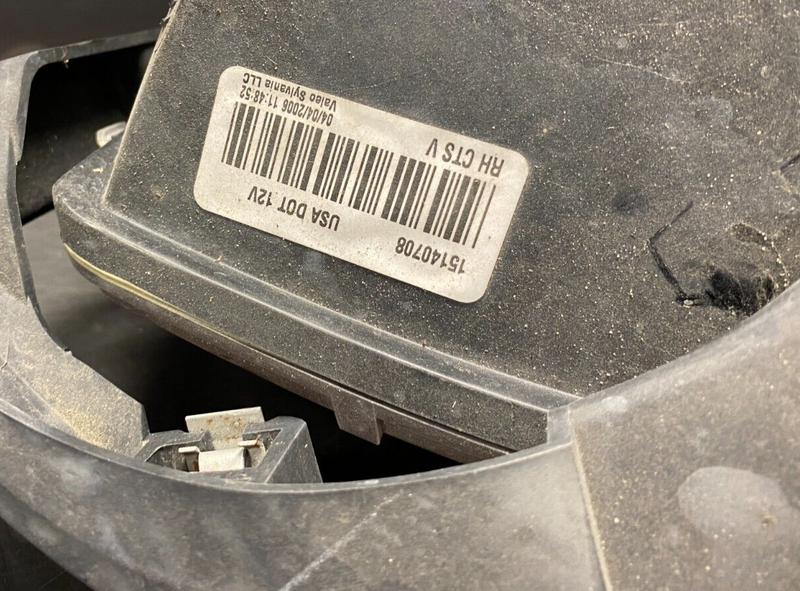 15140708 USA DOT 12V
RH CTS V
04/04/2006 11:48:52
Valeo Sylvania LLC